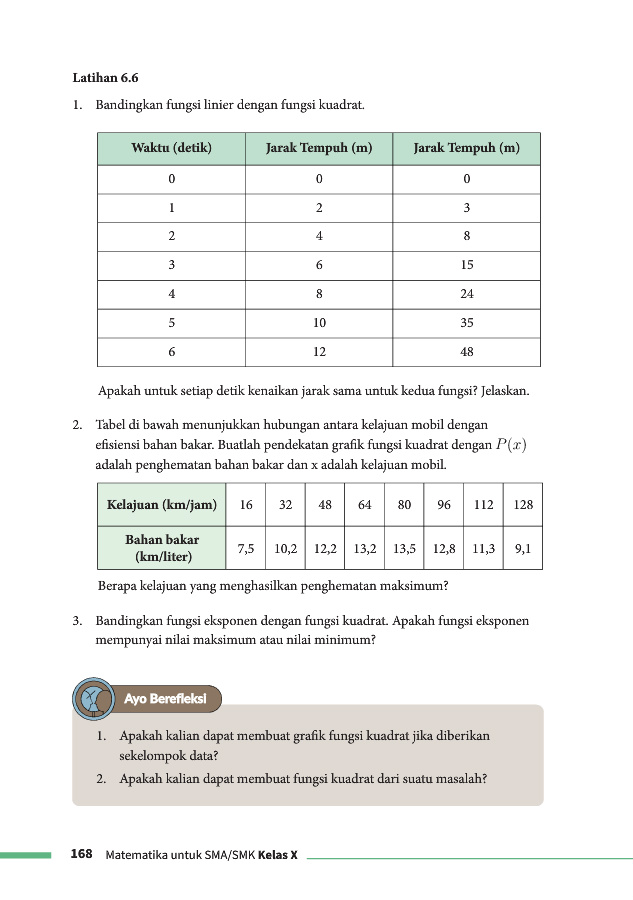 Latihan 6.6
1. Bandingkan fungsi linier dengan fungsi kuadrat.
Waktu (detik) Jarak Tempuh (m) Jarak Tempuh (m)
0 0 0
1 2 3
2 4 8
3 6 15
4 8 24
5 10 35
6 12 48
Apakah untuk setiap detik kenaikan jarak sama untuk kedua fungsi? Jelaskan.
2. Tabel di bawah menunjukkan hubungan antara kelajuan mobil dengan
efisiensi bahan bakar. Buatlah pendekatan grafik fungsi kuadrat dengan P(x)
adalah penghematan bahan bakar dan x adalah kelajuan mobil.
Kelajuan (km/jam) 16 32 48 64 80 96 112 128
Bahan bakar
(km/liter) 7,5 10,2 12,2 13,2 13,5 12,8 11,3 9,1
Berapa kelajuan yang menghasilkan penghematan maksimum?
3. Bandingkan fungsi eksponen dengan fungsi kuadrat. Apakah fungsi eksponen
mempunyai nilai maksimum atau nilai minimum?
Ayo Berefleksi
1. Apakah kalian dapat membuat grafik fungsi kuadrat jika diberikan
sekelompok data?
2. Apakah kalian dapat membuat fungsi kuadrat dari suatu masalah?
168 Matematika untuk SMA/SMK Kelas X